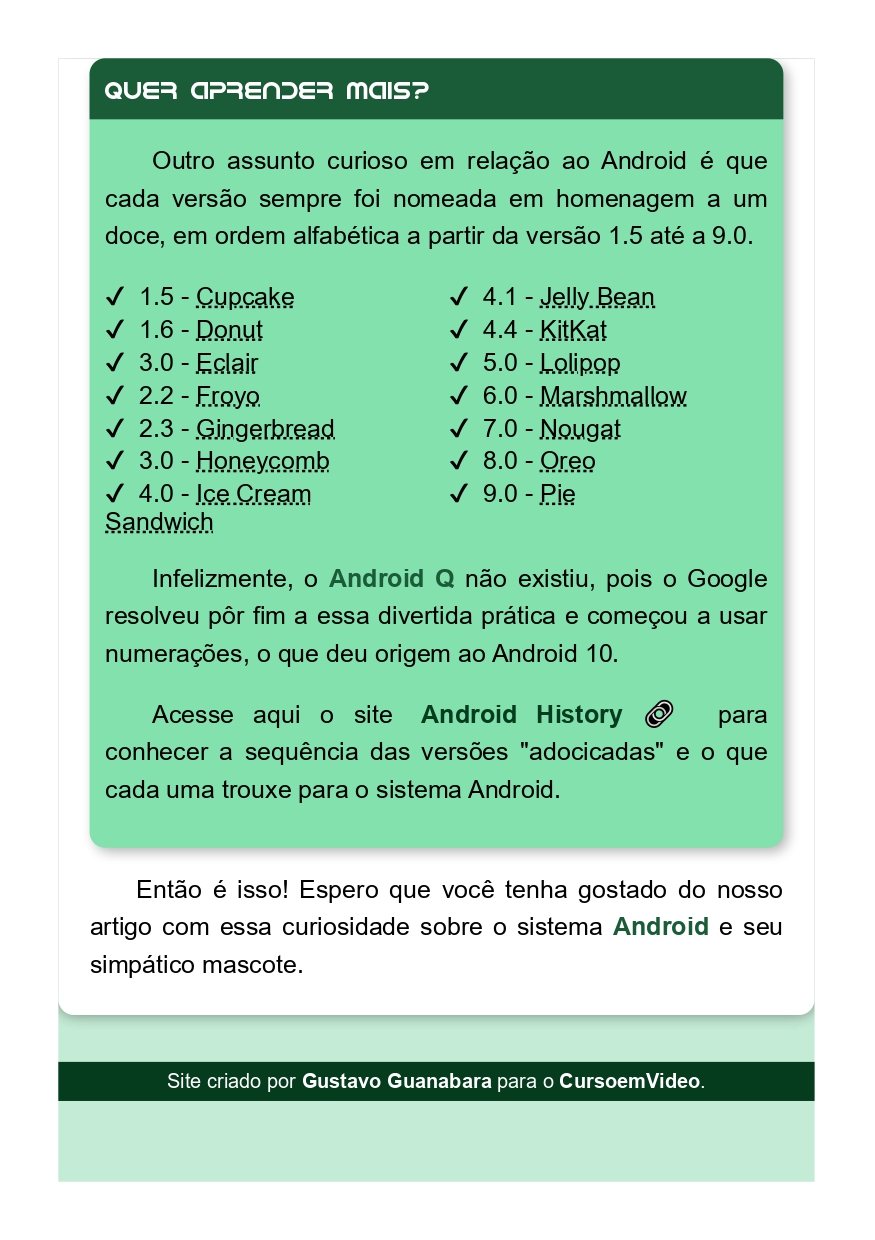 QUER APRENDER MAIS?
Outro assunto curioso em relação ao Android é que
cada versão sempre foi nomeada em homenagem a um
doce, em ordem alfabética a partir da versão 1.5 até a 9.0.
✓ 1.5 - Cupcake
✓ 1.6 - Donut
✓ 3.0 - Eclair
✓ 2.2 - Froyo
✓ 2.3 - Gingerbread
✓ 3.0 - Honeycomb
✓ 4.0 - Ice Cream
Sandwich
✓ 4.1 - Jelly Bean
✓ 4.4 - KitKat
✓ 5.0 - Lolipop
✓ 6.0 - Marshmallow
✓ 7.0 - Nougat
✓ 8.0 - Oreo
✓ 9.0 - Pie
Infelizmente, o Android Q não existiu, pois o Google
resolveu pôr fim a essa divertida prática e começou a usar
numerações, o que deu origem ao Android 10.
Acesse aqui o site Android History para
conhecer a sequência das versões "adocicadas" e o que
cada uma trouxe para o sistema Android.
Então é isso! Espero que você tenha gostado do nosso
artigo com essa curiosidade sobre o sistema Android e seu
simpático mascote.
Site criado por Gustavo Guanabara para o CursoemVideo.